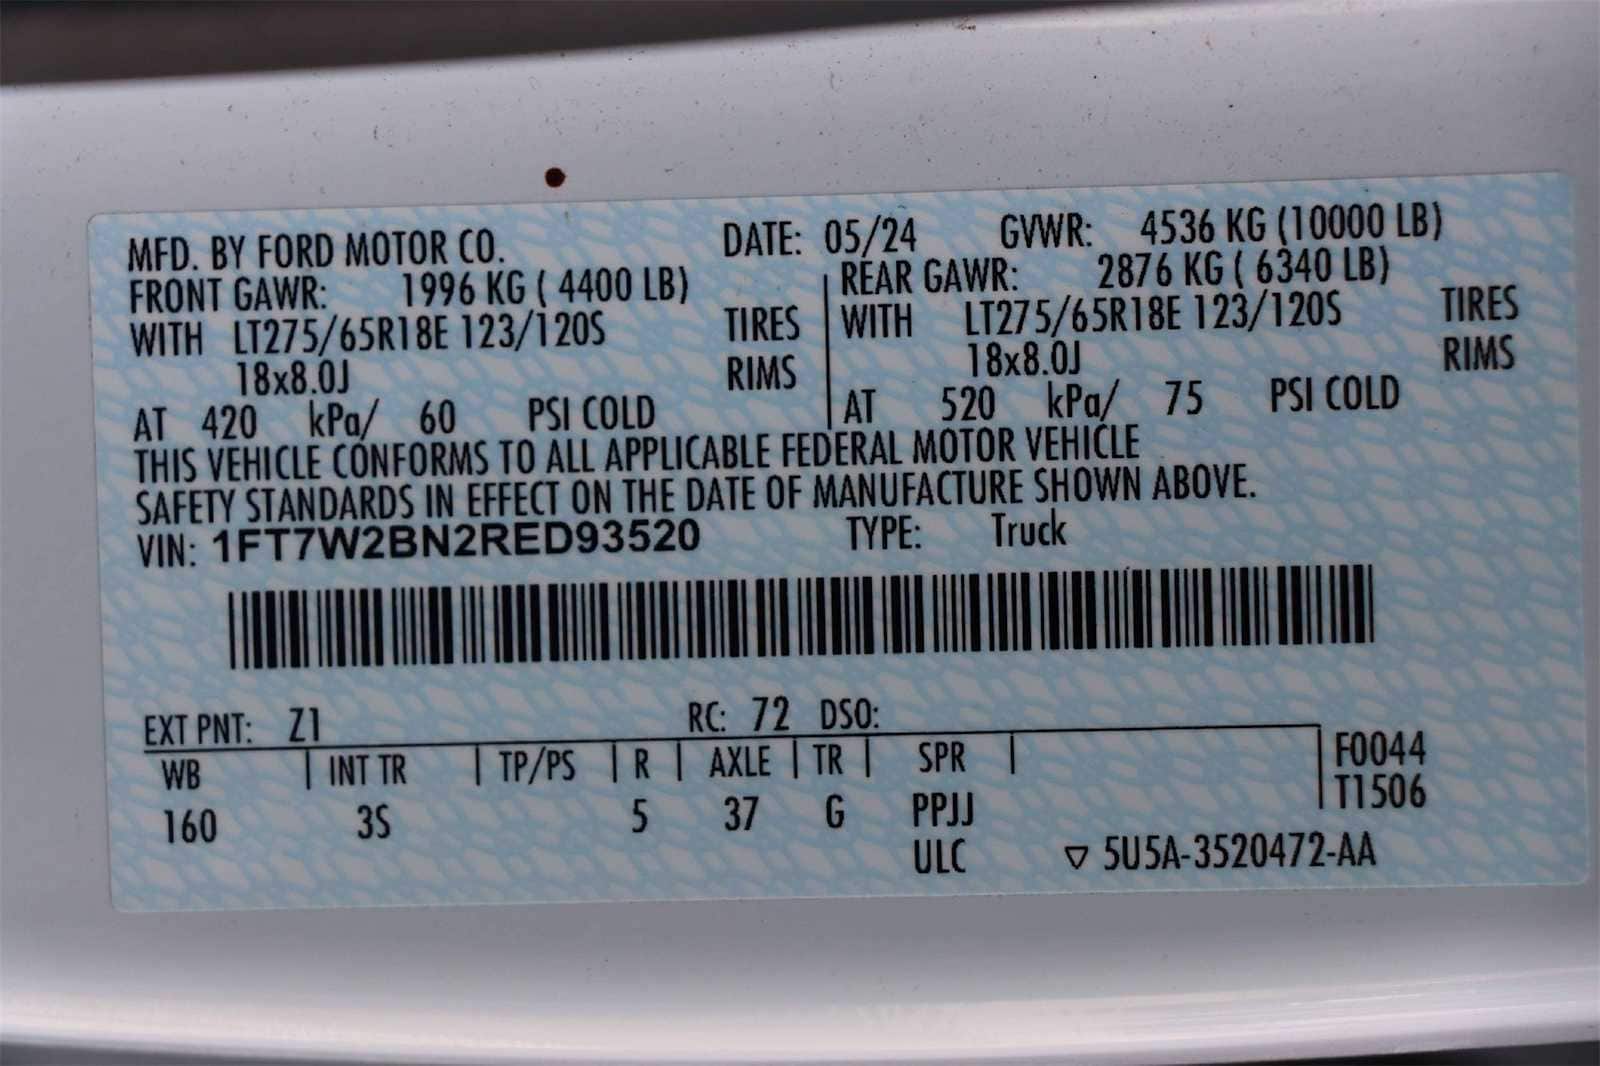 MFD. BY FORD MOTOR CO. DATE: 05/24 GVWR: 4536 KG (10000 LB)
FRONT GAWR: 1996 KG ( 4400 LB) REAR GAWR: 2876 KG ( 6340 LB)
WITH LT275/65R18E 123/120S TIRES WITH LT275/65R18E 123/120S TIRES
18x8.0J RIMS 18x8.0J RIMS
AT 420 kPa/ 60 PSI COLD AT 520 kPa/ 75 PSI COLD
THIS VEHICLE CONFORMS TO ALL APPLICABLE FEDERAL MOTOR VEHICLE
SAFETY STANDARDS IN EFFECT ON THE DATE OF MANUFACTURE SHOWN ABOVE.
VIN: 1FT7W2BN2RED93520 TYPE: Truck
EXT PNT: Z1 RC: 72 DSO:
WB INT TR TP/PS R AXLE TR SPR F0044
160 3S 5 37 G PPJJ T1506
ULC ▽ 5U5A-3520472-AA